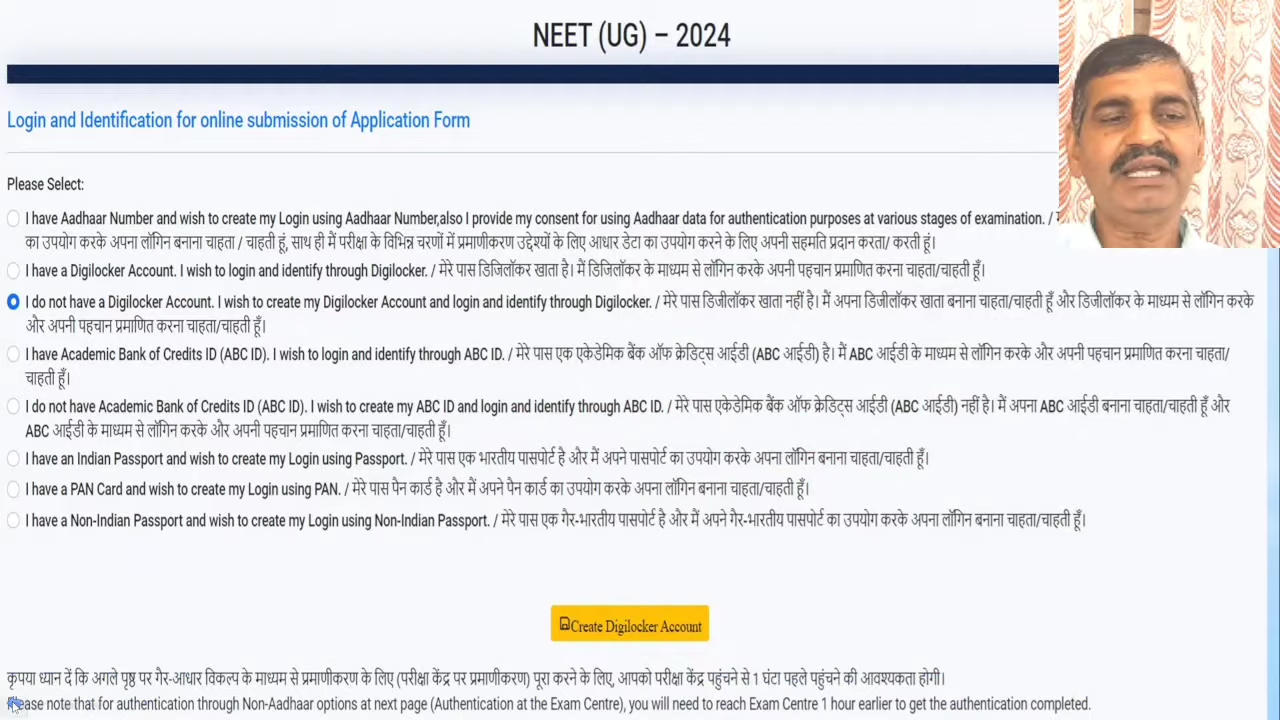 NEET (UG) – 2024
Login and Identification for online submission of Application Form
Please Select:
I have Aadhaar Number and wish to create my Login using Aadhaar Number,also I provide my consent for using Aadhaar data for authentication purposes at various stages of examination. /
का उपयोग करके अपना लॉगिन बनाना चाहता / चाहती हूं, साथ ही मैं परीक्षा के विभिन्न चरणों में प्रमाणीकरण उद्देश्यों के लिए आधार डेटा का उपयोग करने के लिए अपनी सहमति प्रदान करता/ करती हूं।
I have a Digilocker Account. I wish to login and identify through Digilocker. / मेरे पास डिजिलॉकर खाता है। मैं डिजिलॉकर के माध्यम से लॉगिन करके अपनी पहचान प्रमाणित करना चाहता/चाहती हूँ।
I do not have a Digilocker Account. I wish to create my Digilocker Account and login and identify through Digilocker. / मेरे पास डिजीलॉकर खाता नहीं है। मैं अपना डिजीलॉकर खाता बनाना चाहता/चाहती हूँ और डिजीलॉकर के माध्यम से लॉगिन करके
और अपनी पहचान प्रमाणित करना चाहता/चाहती हूँ।
I have Academic Bank of Credits ID (ABC ID). I wish to login and identify through ABC ID. / मेरे पास एक एकेडेमिक बैंक ऑफ क्रेडिट्स आईडी (ABC आईडी) है। मैं ABC आईडी के माध्यम से लॉगिन करके और अपनी पहचान प्रमाणित करना चाहता/
चाहती हूँ।
I do not have Academic Bank of Credits ID (ABC ID). I wish to create my ABC ID and login and identify through ABC ID. / मेरे पास एकेडेमिक बैंक ऑफ क्रेडिट्स आईडी (ABC आईडी) नहीं है। मैं अपना ABC आईडी बनाना चाहता/चाहती हूँ और
ABC आईडी के माध्यम से लॉगिन करके और अपनी पहचान प्रमाणित करना चाहता/चाहती हूँ।
I have an Indian Passport and wish to create my Login using Passport. / मेरे पास एक भारतीय पासपोर्ट है और मैं अपने पासपोर्ट का उपयोग करके अपना लॉगिन बनाना चाहता/चाहती हूँ।
I have a PAN Card and wish to create my Login using PAN. / मेरे पास पैन कार्ड है और मैं अपने पैन कार्ड का उपयोग करके अपना लॉगिन बनाना चाहता/चाहती हूँ।
I have a Non-Indian Passport and wish to create my Login using Non-Indian Passport. / मेरे पास एक गैर-भारतीय पासपोर्ट है और मैं अपने गैर-भारतीय पासपोर्ट का उपयोग करके अपना लॉगिन बनाना चाहता/चाहती हूँ।
Create Digilocker Account
कृपया ध्यान दें कि अगले पृष्ठ पर गैर-आधार विकल्प के माध्यम से प्रमाणीकरण के लिए (परीक्षा केंद्र पर प्रमाणीकरण) पूरा करने के लिए, आपको परीक्षा केंद्र पहुंचने से 1 घंटा पहले पहुंचने की आवश्यकता होगी।
Please note that for authentication through Non-Aadhaar options at next page (Authentication at the Exam Centre), you will need to reach Exam Centre 1 hour earlier to get the authentication completed.